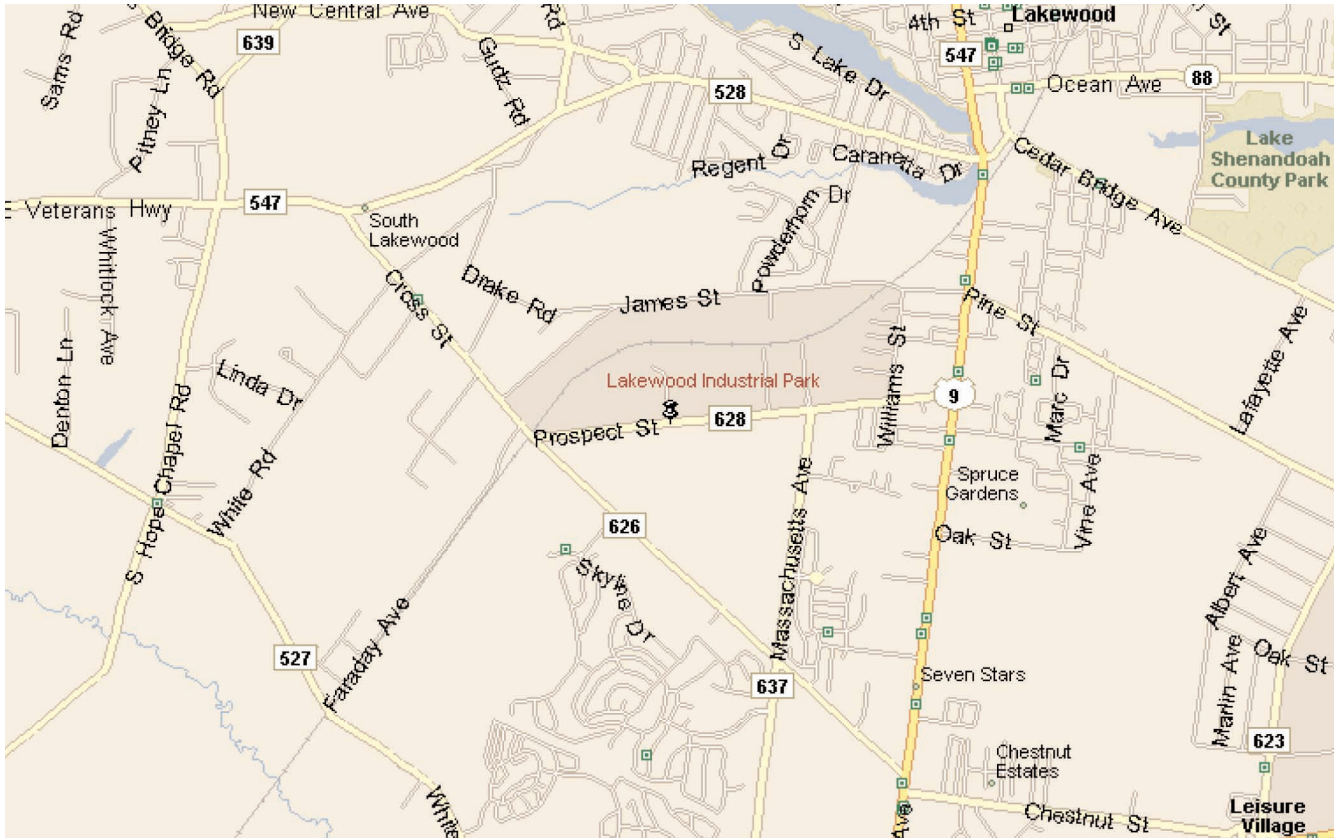 New Central Ave
4th St
Lakewood
639
547
Sams Rd
Bridge Rd
Gudz Rd
Rd
St
S Lake Dr
88
Ocean Ave
528
Pitney Ln
Regent Dr
Caranetta Dr
Cedar Bridge Ave
Lake
Shenandoah
County Park
Veterans Hwy
547
South
Lakewood
Powderhorn Dr
Whitlock Ave
Cross St
Drake Rd
James St
Pine St
Lafayette Ave
Denton Ln
Linda Dr
Lakewood Industrial Park
Williams St
9
Marc Dr
Prospect St
628
S Hope Chapel Rd
White Rd
Massachusetts Ave
Spruce
Gardens
Vine Ave
626
Oak St
Skyline Dr
Albert Ave
527
Faraday Ave
Oak St
637
Seven Stars
Marlin Ave
623
Chestnut
Estates
White
Ave
Chestnut St
Leisure
Village